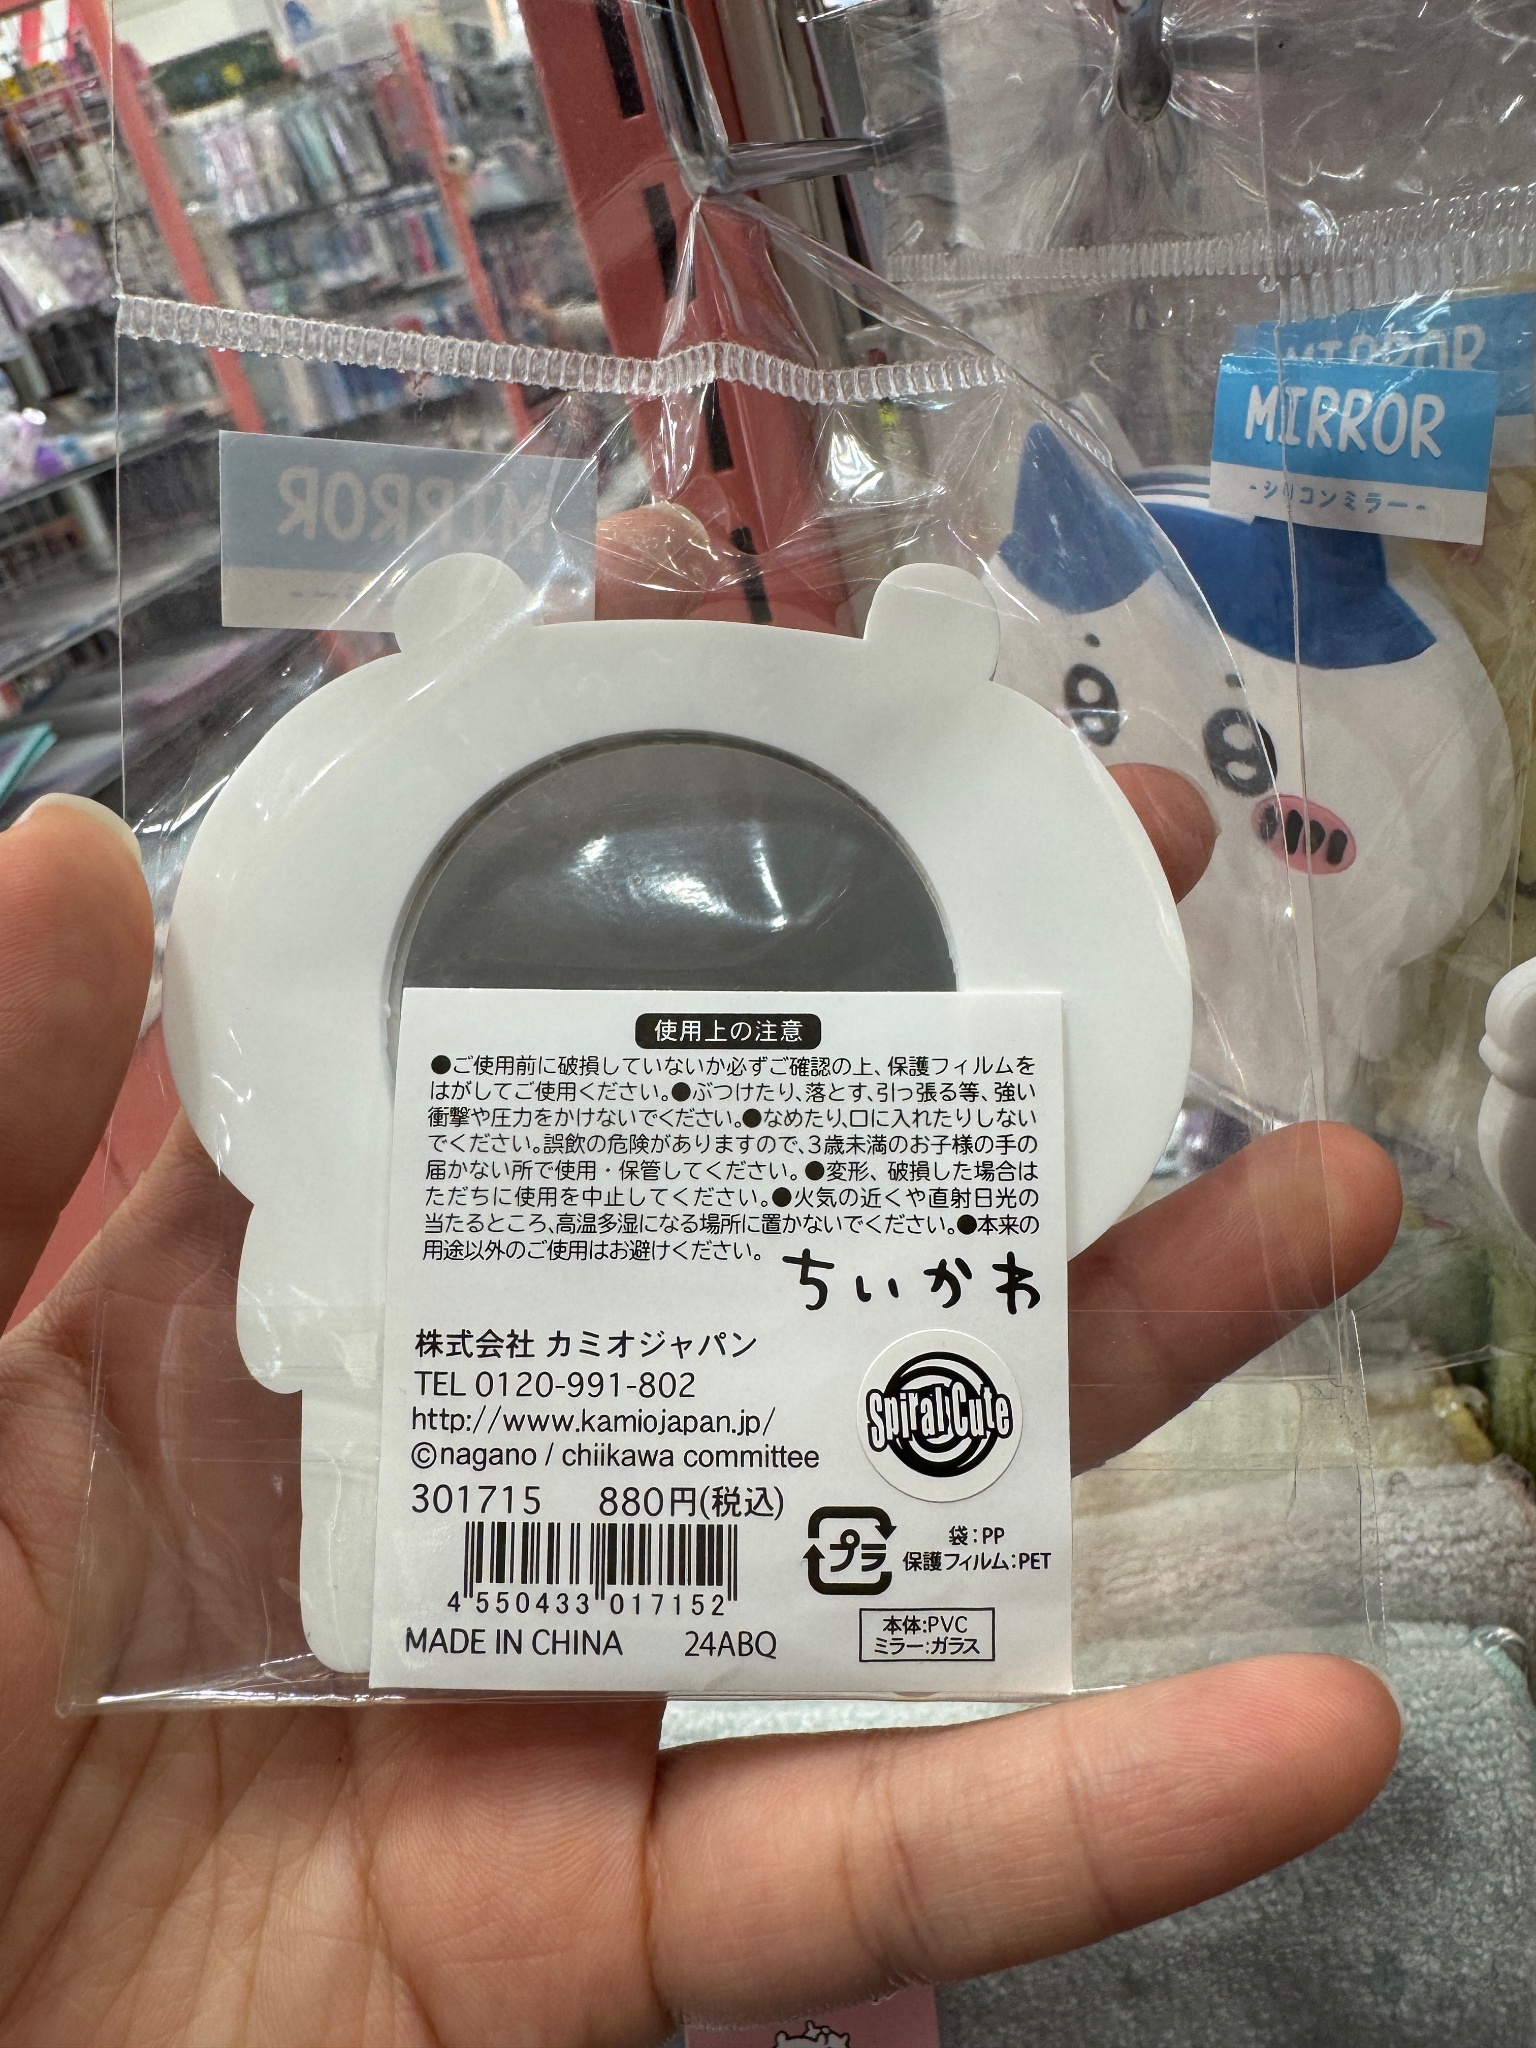 MIRROR
MIRROR
-シリコンミラー-
MIRROR
使用上の注意
●ご使用前に破損していないか必ずご確認の上、保護フィルムを
はがしてご使用ください。●ぶつけたり、落とす、引っ張る等、強い
衝撃や圧力をかけないでください。●なめたり、口に入れたりしない
でください。誤飲の危険がありますので、3歳未満のお子様の手の
届かない所で使用・保管してください。●変形、破損した場合は
ただちに使用を中止してください。●火気の近くや直射日光の
当たるところ、高温多湿になる場所に置かないでください。●本来の
用途以外のご使用はお避けください。
ちいかわ
株式会社 カミオジャパン
TEL 0120-991-802
http://www.kamiojapan.jp/
©nagano / chiikawa committee
Spiral Cute
301715 880円(税込)
プラ
袋:PP
保護フィルム:PET
4 550433 017152
MADE IN CHINA 24ABQ
本体:PVC
ミラー:ガラス